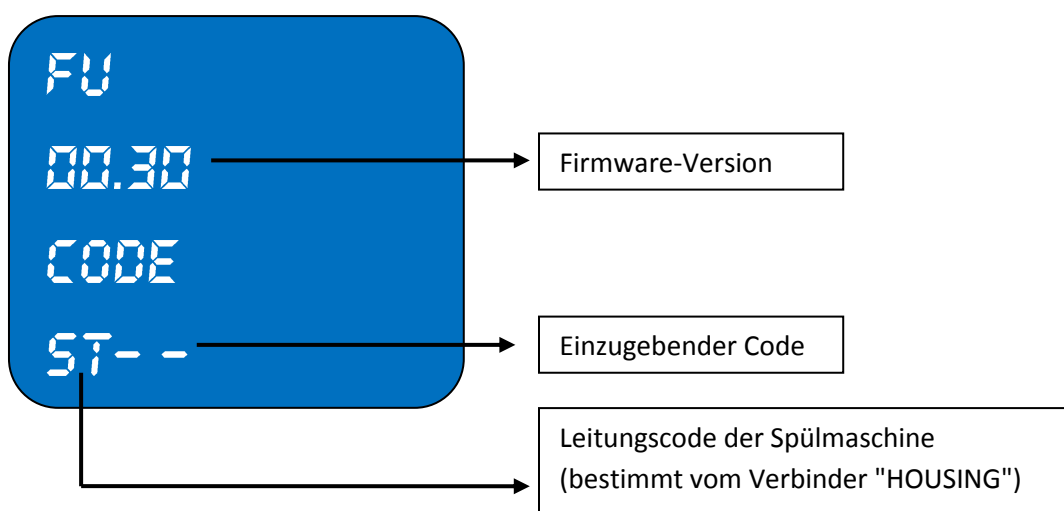 FU
00.30
Firmware-Version
CODE
ST--
Einzugebender Code
Leitungscode der Spülmaschine
(bestimmt vom Verbinder "HOUSING")